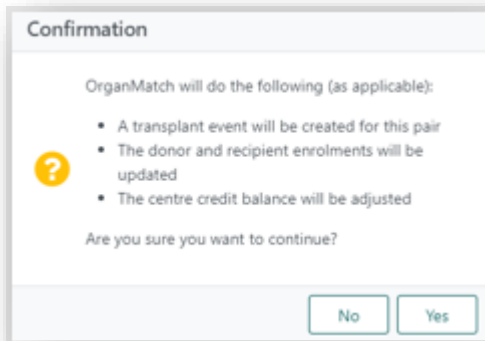 Confirmation
OrganMatch will do the following (as applicable):
• A transplant event will be created for this pair
• The donor and recipient enrolments will be
updated
• The centre credit balance will be adjusted
Are you sure you want to continue?
No
Yes